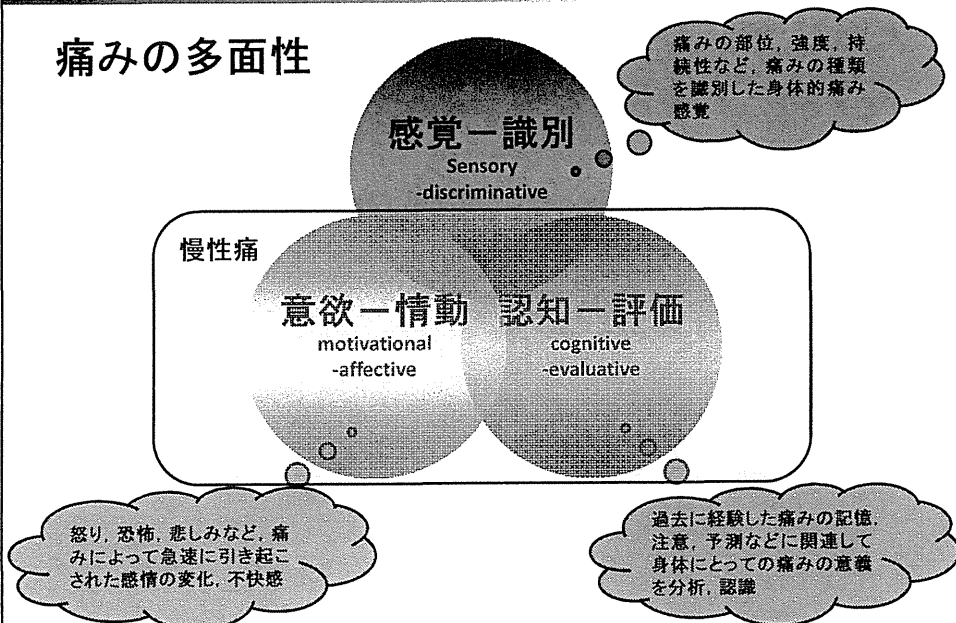 痛みの多面性
痛みの部位, 強度, 持
続性など, 痛みの種類
を識別した身体的痛み
感覚
感覚－識別
Sensory
-discriminative
慢性痛
意欲－情動
motivational
-affective
認知－評価
cognitive
-evaluative
怒り, 恐怖, 悲しみなど, 痛
みによって急速に引き起こ
された感情の変化, 不快感
過去に経験した痛みの記憶,
注意, 予測などに関連して
身体にとっての痛みの意義
を分析, 認識